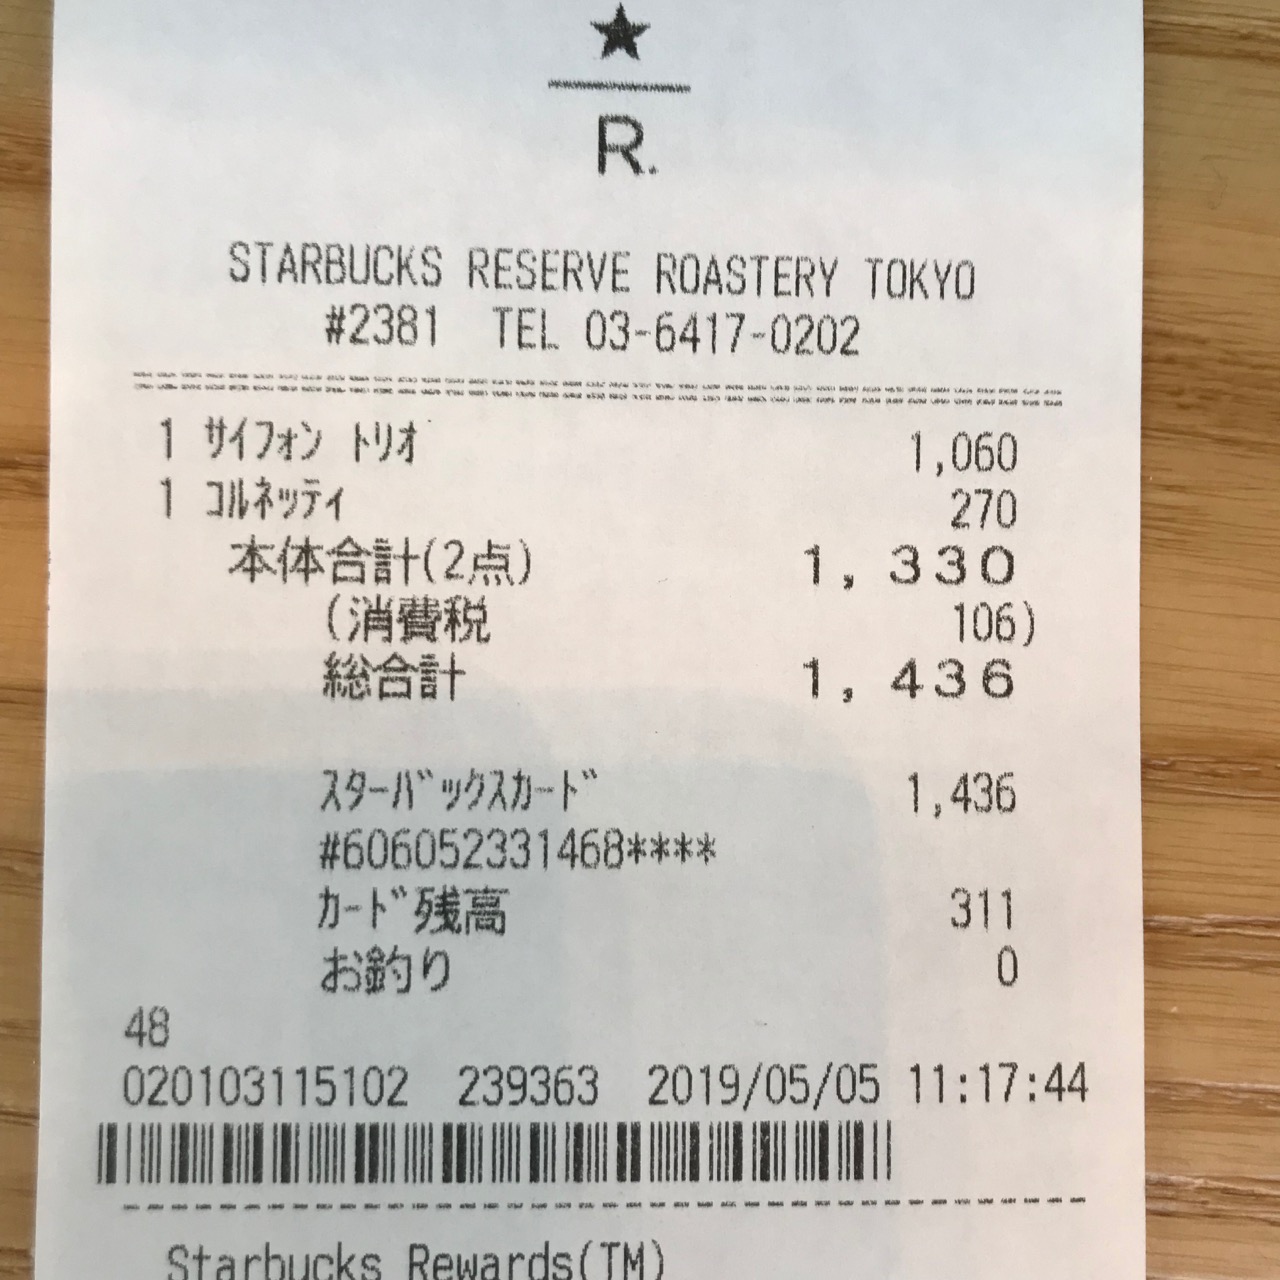 ★
R.
STARBUCKS RESERVE ROASTERY TOKYO
#2381 TEL 03-6417-0202
1 ｻｲﾌｫﾝ ﾄﾘｵ 1,060
1 ｺﾙﾈｯﾃｨ 270
本体合計(2点) 1,330
(消費税 106)
総合計 1,436
ｽﾀｰﾊﾞｯｸｽｶｰﾄﾞ 1,436
#606052331468****
ｶｰﾄﾞ残高 311
お釣り 0
48
020103115102 239363 2019/05/05 11:17:44
Starbucks Rewards(TM)